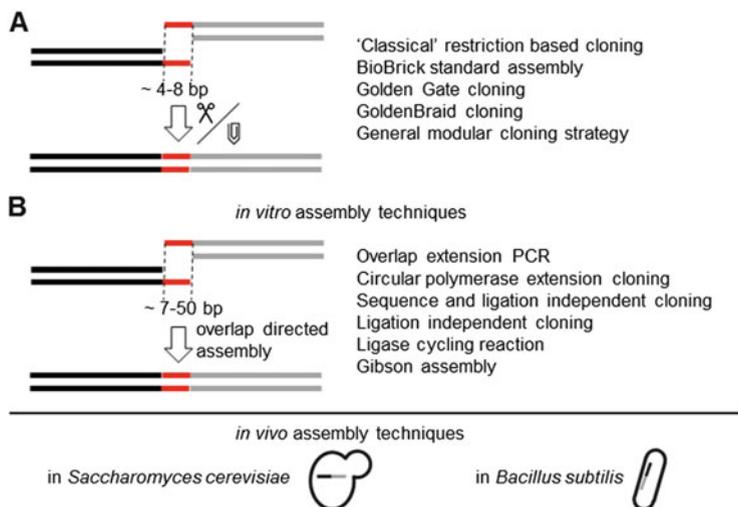 A
'Classical' restriction based cloning
BioBrick standard assembly
Golden Gate cloning
GoldenBraid cloning
General modular cloning strategy
~ 4-8 bp
B
in vitro assembly techniques
Overlap extension PCR
Circular polymerase extension cloning
Sequence and ligation independent cloning
Ligation independent cloning
Ligase cycling reaction
Gibson assembly
~ 7-50 bp
overlap directed
assembly
in vivo assembly techniques
in Saccharomyces cerevisiae
in Bacillus subtilis